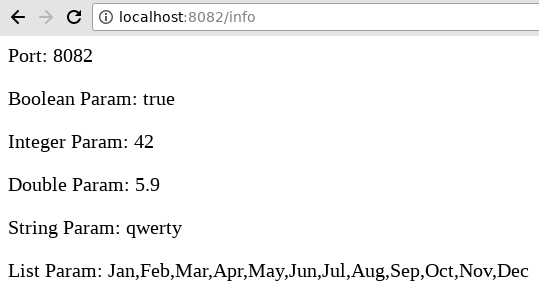 localhost:8082/info
Port: 8082
Boolean Param: true
Integer Param: 42
Double Param: 5.9
String Param: qwerty
List Param: Jan,Feb,Mar,Apr,May,Jun,Jul,Aug,Sep,Oct,Nov,Dec